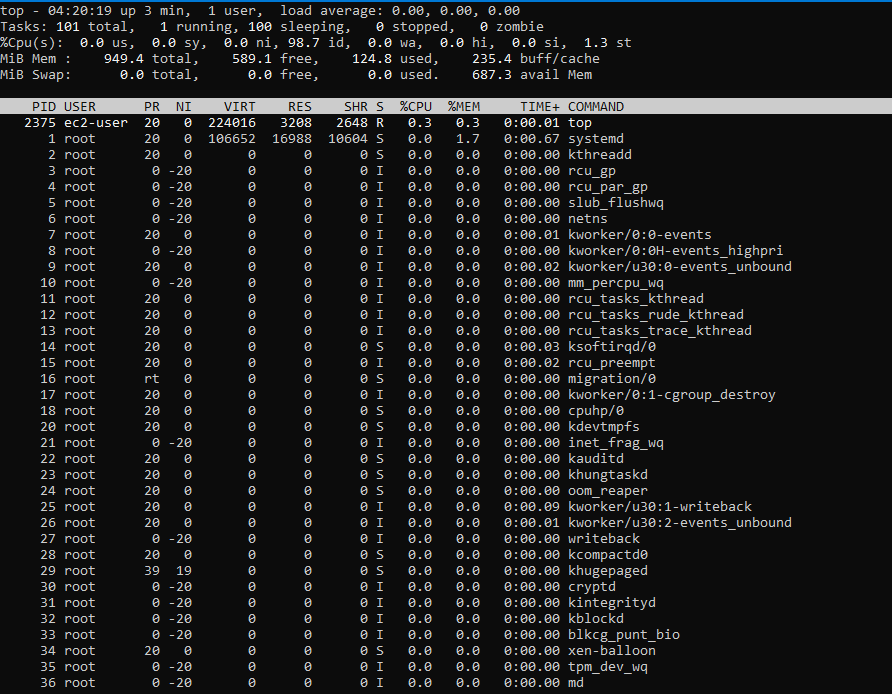 top - 04:20:19 up 3 min,  1 user,  load average: 0.00, 0.00, 0.00
Tasks: 101 total,   1 running, 100 sleeping,   0 stopped,   0 zombie
%Cpu(s):  0.0 us,  0.0 sy,  0.0 ni, 98.7 id,  0.0 wa,  0.0 hi,  0.0 si,  1.3 st
MiB Mem :    949.4 total,    589.1 free,    124.8 used,    235.4 buff/cache
MiB Swap:      0.0 total,      0.0 free,      0.0 used.    687.3 avail Mem
PID USER      PR  NI    VIRT    RES    SHR S  %CPU  %MEM     TIME+ COMMAND
2375 ec2-user  20   0  224016   3208   2648 R   0.3   0.3   0:00.01 top
1 root      20   0  106652  16988  10604 S   0.0   1.7   0:00.67 systemd
2 root      20   0       0      0      0 S   0.0   0.0   0:00.00 kthreadd
3 root       0 -20       0      0      0 I   0.0   0.0   0:00.00 rcu_gp
4 root       0 -20       0      0      0 I   0.0   0.0   0:00.00 rcu_par_gp
5 root       0 -20       0      0      0 I   0.0   0.0   0:00.00 slub_flushwq
6 root       0 -20       0      0      0 I   0.0   0.0   0:00.00 netns
7 root      20   0       0      0      0 I   0.0   0.0   0:00.01 kworker/0:0-events
8 root       0 -20       0      0      0 I   0.0   0.0   0:00.00 kworker/0:0H-events_highpri
9 root      20   0       0      0      0 I   0.0   0.0   0:00.02 kworker/u30:0-events_unbound
10 root       0 -20       0      0      0 I   0.0   0.0   0:00.00 mm_percpu_wq
11 root      20   0       0      0      0 I   0.0   0.0   0:00.00 rcu_tasks_kthread
12 root      20   0       0      0      0 I   0.0   0.0   0:00.00 rcu_tasks_rude_kthread
13 root      20   0       0      0      0 I   0.0   0.0   0:00.00 rcu_tasks_trace_kthread
14 root      20   0       0      0      0 S   0.0   0.0   0:00.03 ksoftirqd/0
15 root      20   0       0      0      0 I   0.0   0.0   0:00.02 rcu_preempt
16 root      rt   0       0      0      0 S   0.0   0.0   0:00.00 migration/0
17 root      20   0       0      0      0 I   0.0   0.0   0:00.00 kworker/0:1-cgroup_destroy
18 root      20   0       0      0      0 S   0.0   0.0   0:00.00 cpuhp/0
20 root      20   0       0      0      0 S   0.0   0.0   0:00.00 kdevtmpfs
21 root       0 -20       0      0      0 I   0.0   0.0   0:00.00 inet_frag_wq
22 root      20   0       0      0      0 S   0.0   0.0   0:00.00 kauditd
23 root      20   0       0      0      0 S   0.0   0.0   0:00.00 khungtaskd
24 root      20   0       0      0      0 S   0.0   0.0   0:00.00 oom_reaper
25 root      20   0       0      0      0 I   0.0   0.0   0:00.09 kworker/u30:1-writeback
26 root      20   0       0      0      0 I   0.0   0.0   0:00.01 kworker/u30:2-events_unbound
27 root       0 -20       0      0      0 I   0.0   0.0   0:00.00 writeback
28 root      20   0       0      0      0 S   0.0   0.0   0:00.00 kcompactd0
29 root      39  19       0      0      0 S   0.0   0.0   0:00.00 khugepaged
30 root       0 -20       0      0      0 I   0.0   0.0   0:00.00 cryptd
31 root       0 -20       0      0      0 I   0.0   0.0   0:00.00 kintegrityd
32 root       0 -20       0      0      0 I   0.0   0.0   0:00.00 kblockd
33 root       0 -20       0      0      0 I   0.0   0.0   0:00.00 blkcg_punt_bio
34 root      20   0       0      0      0 S   0.0   0.0   0:00.00 xen-balloon
35 root       0 -20       0      0      0 I   0.0   0.0   0:00.00 tpm_dev_wq
36 root       0 -20       0      0      0 I   0.0   0.0   0:00.00 md